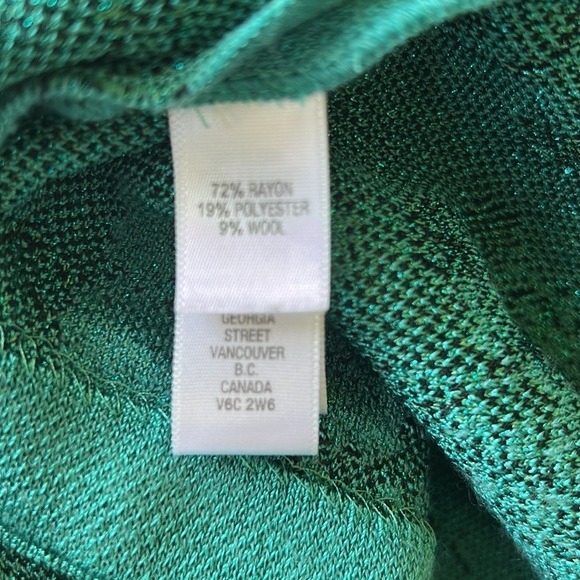 72% RAYON
19% POLYESTER
9% WOOL
GEORGIA
STREET
VANCOUVER
B.C.
CANADA
V6C 2W6